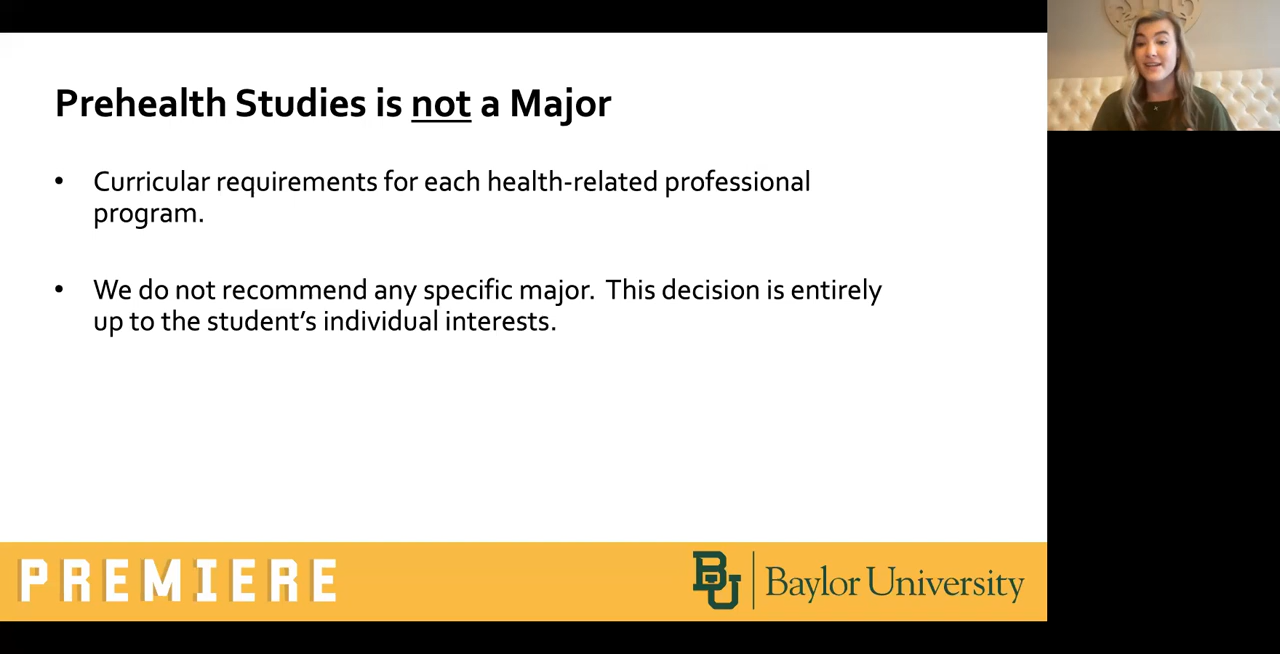 Prehealth Studies is not a Major
• Curricular requirements for each health-related professional
program.
• We do not recommend any specific major. This decision is entirely
up to the student’s individual interests.
PREMIERE
BU
Baylor University